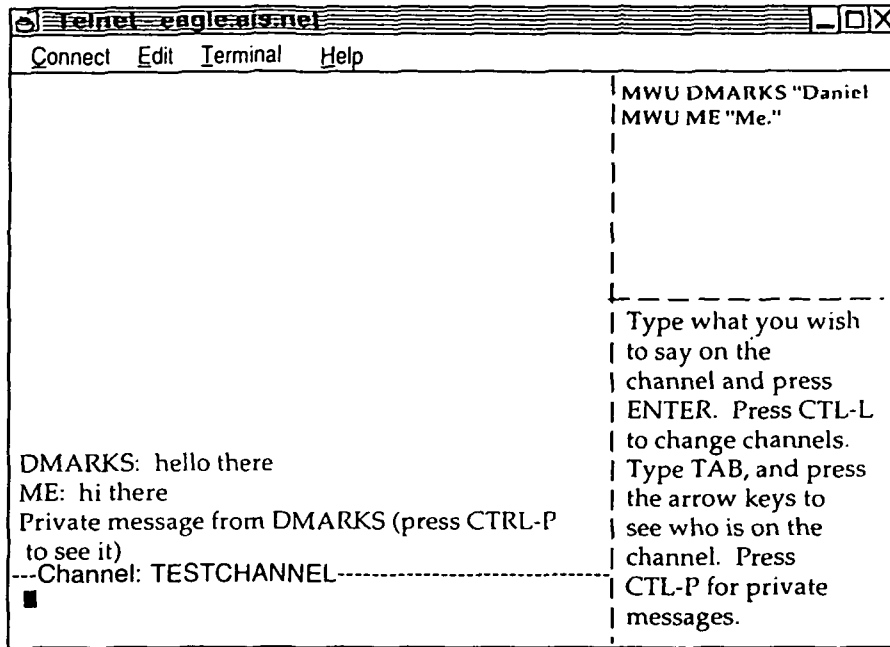 Telnet - eagle.ais.net
Connect Edit Terminal Help
MWU DMARKS "Daniel
MWU ME "Me."
Type what you wish
to say on the
channel and press
ENTER. Press CTL-L
to change channels.
Type TAB, and press
the arrow keys to
see who is on the
channel. Press
CTL-P for private
messages.
DMARKS: hello there
ME: hi there
Private message from DMARKS (press CTRL-P
to see it)
---Channel: TESTCHANNEL---